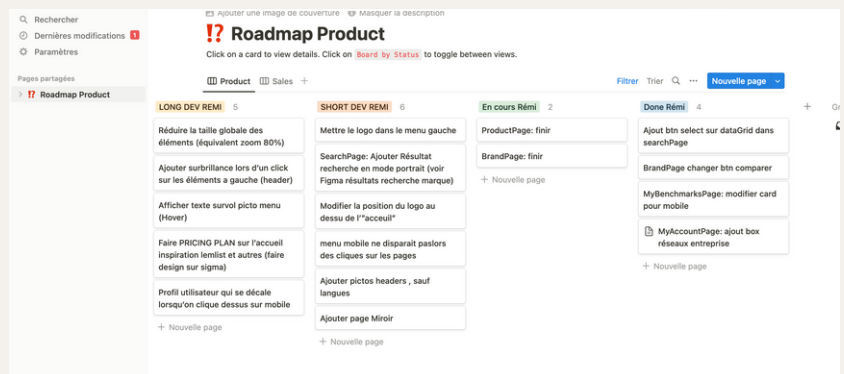 Ajouter une image de couverture Masquer la description
Rechercher
Dernières modifications 1
Paramètres
Pages partagées
⁉️ Roadmap Product
⁉️ Roadmap Product
Click on a card to view details. Click on Board by Status to toggle between views.
Product Sales +
Filtrer Trier ••• Nouvelle page
LONG DEV REMI 5
Réduire la taille globale des
éléments (équivalent zoom 80%)
Ajouter surbrillance lors d'un click
sur les éléments a gauche (header)
Afficher texte survol picto menu
(Hover)
Faire PRICING PLAN sur l'accueil
inspiration lemlist et autres (faire
design sur sigma)
Profil utilisateur qui se décale
lorsqu'on clique dessus sur mobile
+ Nouvelle page
SHORT DEV REMI 6
Mettre le logo dans le menu gauche
SearchPage: Ajouter Résultat
recherche en mode portrait (voir
Figma résultats recherche marque)
Modifier la position du logo au
dessu de l'"acceuil"
menu mobile ne disparait paslors
des cliques sur les pages
Ajouter pictos headers , sauf
langues
Ajouter page Miroir
+ Nouvelle page
En cours Rémi 2
ProductPage: finir
BrandPage: finir
+ Nouvelle page
Done Rémi 4
Ajout btn select sur dataGrid dans
searchPage
BrandPage changer btn comparer
MyBenchmarksPage: modifier card
pour mobile
MyAccountPage: ajout box
réseaux entreprise
+ Nouvelle page
+ Gr